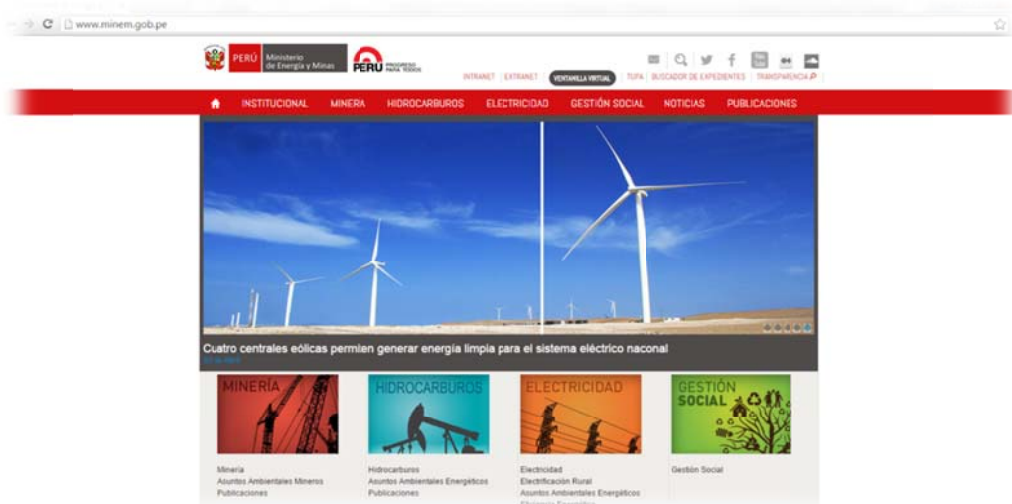 www.minem.gob.pe
PERÚ Ministerio
de Energía y Minas
PERÚ PROGRESO
PARA TODOS
INTRANET EXTRANET VENTANILLA VIRTUAL TUPA BUSCADOR DE EXPEDIENTES TRANSPARENCIA
INSTITUCIONAL MINERA HIDROCARBUROS ELECTRICIDAD GESTIÓN SOCIAL NOTICIAS PUBLICACIONES
Cuatro centrales eólicas permien generar energía limpia para el sistema eléctrico naconal
MINERÍA HIDROCARBUROS ELECTRICIDAD GESTIÓN
SOCIAL
Minería Hidrocarburos Electricidad Gestión Social
Asuntos Ambientales Mineros Asuntos Ambientales Energéticos Electrificación Rural
Publicaciones Publicaciones Asuntos Ambientales Energéticos